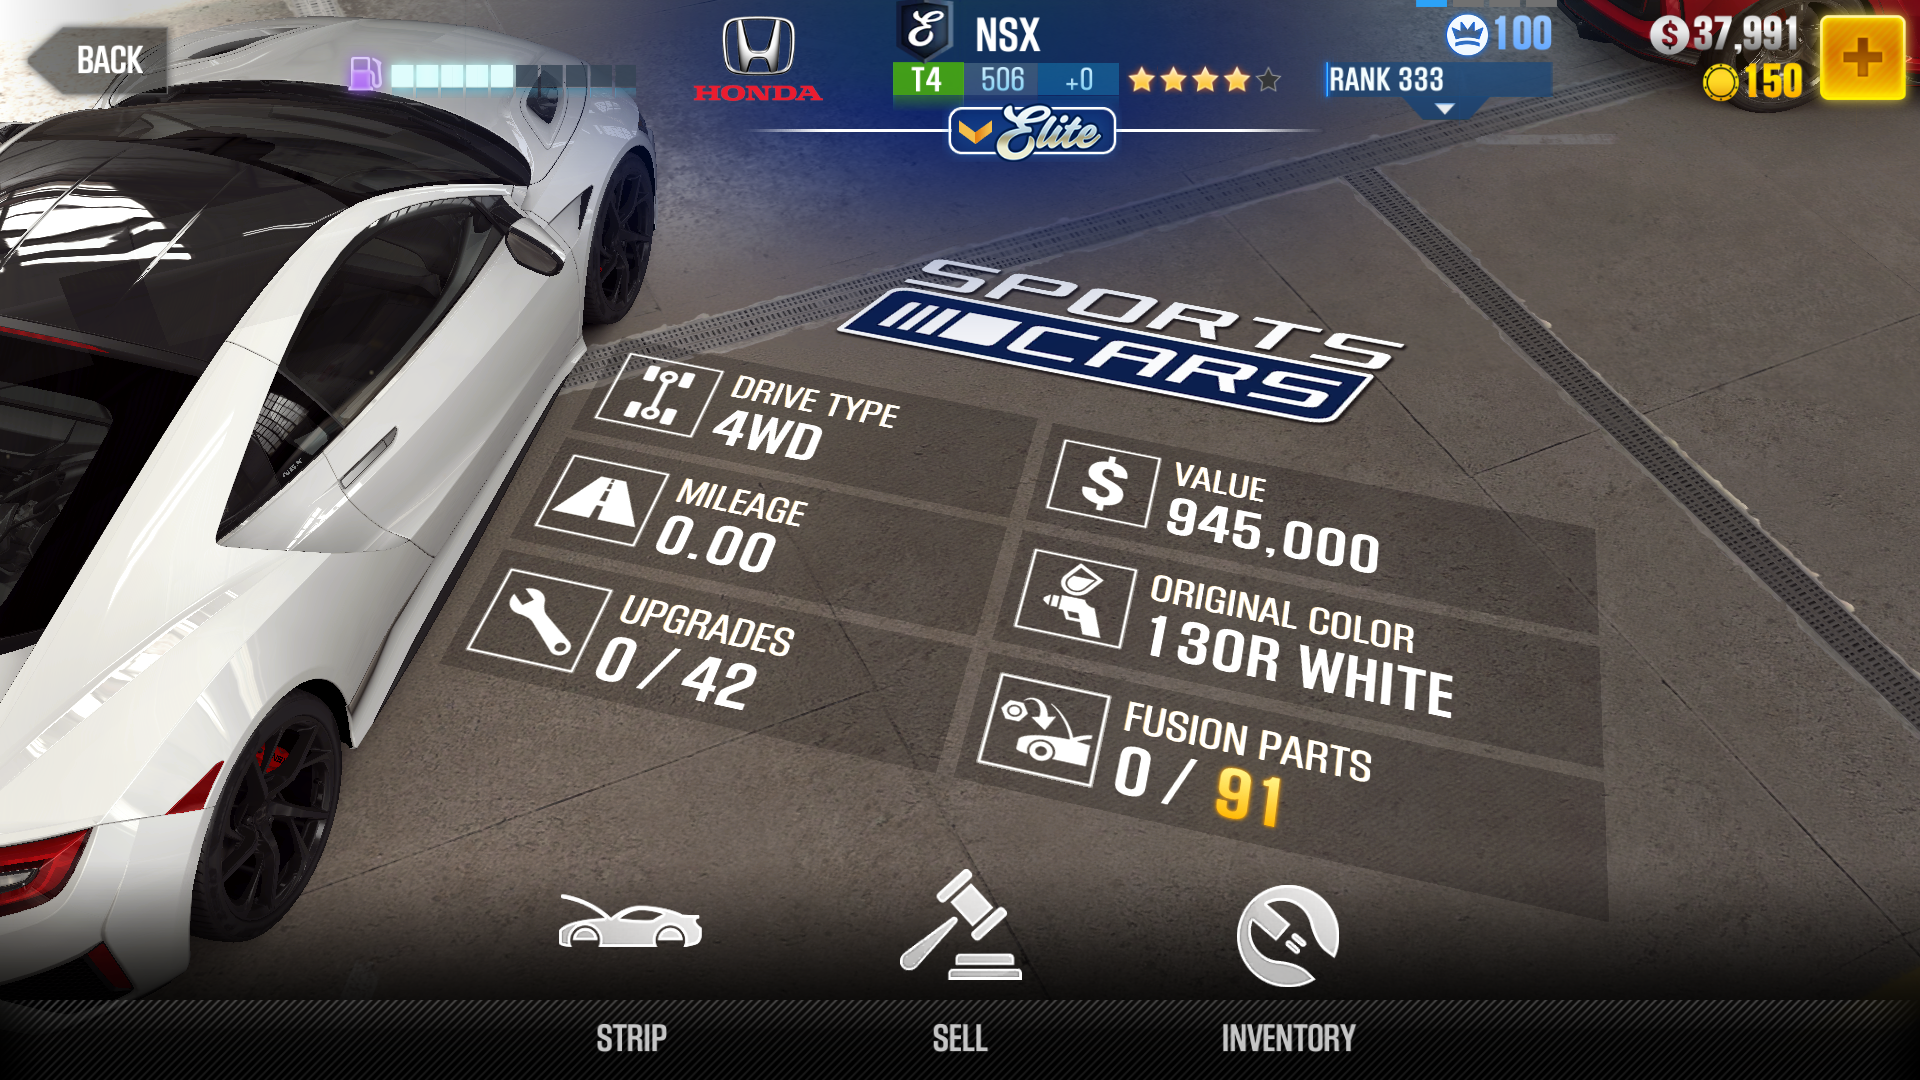 BACK
HONDA
NSX
T4 506 +0
Elite
RANK 333
100
37,991
150
SPORTS
CARS
DRIVE TYPE
4WD
MILEAGE
0.00
UPGRADES
0 / 42
VALUE
945,000
ORIGINAL COLOR
130R WHITE
FUSION PARTS
0 / 91
STRIP
SELL
INVENTORY